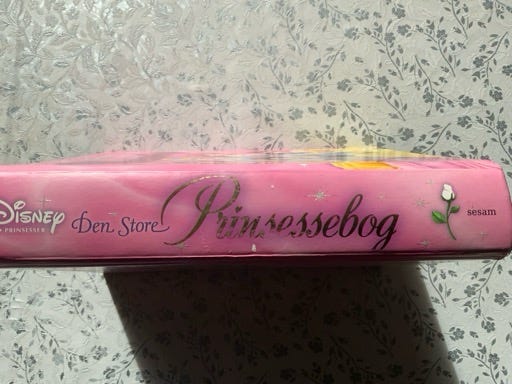 Disney
PRINSESSER
Den Store
Prinsessebog
sesam